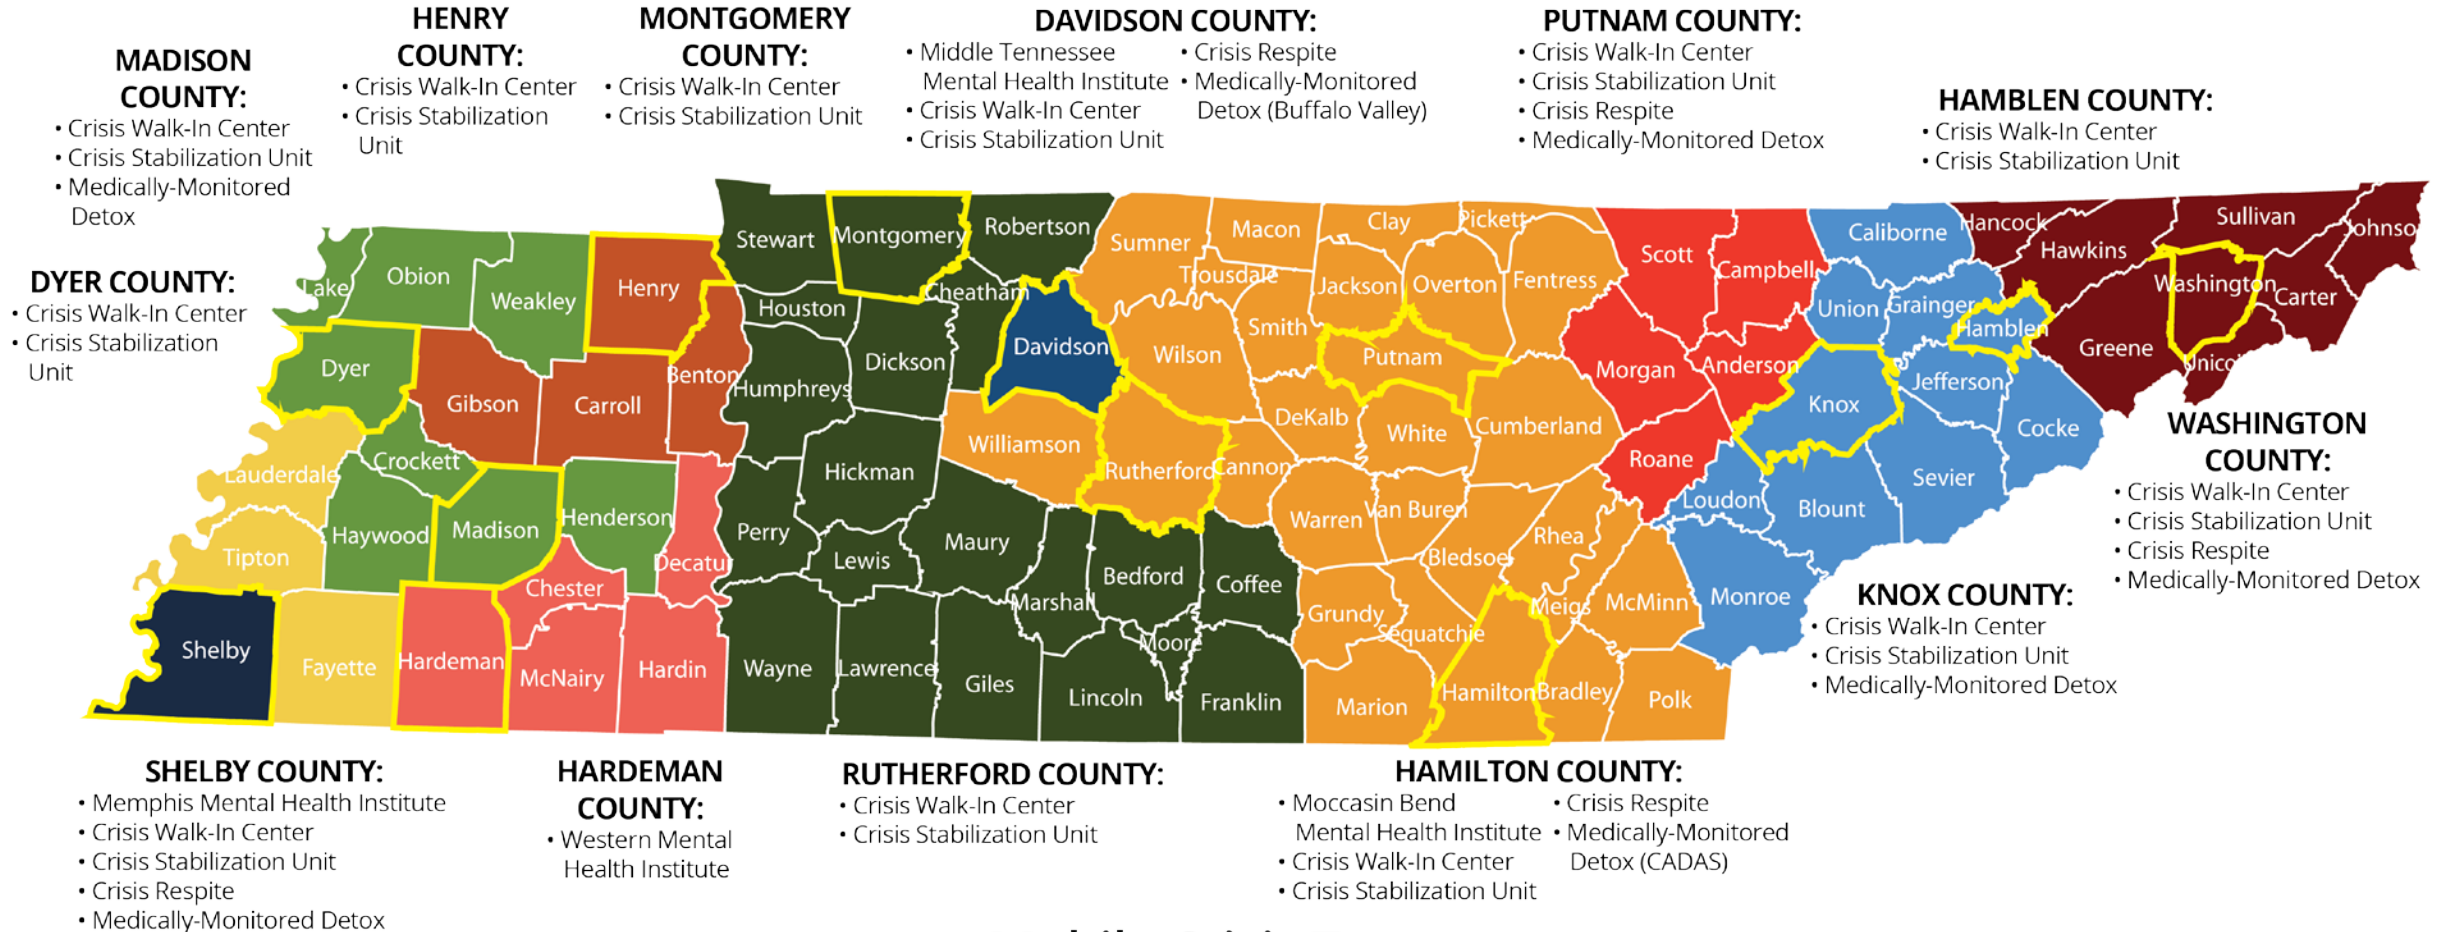 MADISON
COUNTY:
• Crisis Walk-In Center
• Crisis Stabilization Unit
• Medically-Monitored
Detox
HENRY
COUNTY:
• Crisis Walk-In Center
• Crisis Stabilization
Unit
MONTGOMERY
COUNTY:
• Crisis Walk-In Center
• Crisis Stabilization Unit
DAVIDSON COUNTY:
• Middle Tennessee
Mental Health Institute
• Crisis Walk-In Center
• Crisis Stabilization Unit
• Crisis Respite
• Medically-Monitored
Detox (Buffalo Valley)
PUTNAM COUNTY:
• Crisis Walk-In Center
• Crisis Stabilization Unit
• Crisis Respite
• Medically-Monitored Detox
HAMBLEN COUNTY:
• Crisis Walk-In Center
• Crisis Stabilization Unit
DYER COUNTY:
• Crisis Walk-In Center
• Crisis Stabilization
Unit
Lake
Obion
Weakley
Henry
Dyer
Gibson
Carroll
Benton
Lauderdale
Crockett
Haywood
Madison
Henderson
Decatu
Tipton
Chester
Shelby
Fayette
Hardeman
McNairy
Hardin
Stewart
Montgomery
Robertson
Houston
Cheatham
Humphreys
Dickson
Davidson
Hickman
Perry
Lewis
Maury
Marshall
Bedford
Coffee
Moore
Wayne
Lawrence
Giles
Lincoln
Franklin
Williamson
Rutherford
Cannon
Sumner
Macon
Clay
Pickett
Trousdale
Jackson
Overton
Fentress
Smith
Wilson
Putnam
DeKalb
White
Cumberland
Warren
Van Buren
Bledsoe
Rhea
Grundy
Sequatchie
Meigs
McMinn
Marion
Hamilton
Bradley
Polk
Scott
Campbell
Morgan
Anderson
Roane
Caliborne
Union
Grainger
Hamblen
Knox
Jefferson
Cocke
Sevier
Blount
Loudon
Monroe
Hancock
Hawkins
Sullivan
Johnso
Washington
Carter
Greene
Unicoi
WASHINGTON
COUNTY:
• Crisis Walk-In Center
• Crisis Stabilization Unit
• Crisis Respite
• Medically-Monitored Detox
KNOX COUNTY:
• Crisis Walk-In Center
• Crisis Stabilization Unit
• Medically-Monitored Detox
SHELBY COUNTY:
• Memphis Mental Health Institute
• Crisis Walk-In Center
• Crisis Stabilization Unit
• Crisis Respite
• Medically-Monitored Detox
HARDEMAN
COUNTY:
• Western Mental
Health Institute
RUTHERFORD COUNTY:
• Crisis Walk-In Center
• Crisis Stabilization Unit
HAMILTON COUNTY:
• Moccasin Bend
Mental Health Institute
• Crisis Walk-In Center
• Crisis Stabilization Unit
• Crisis Respite
• Medically-Monitored
Detox (CADAS)